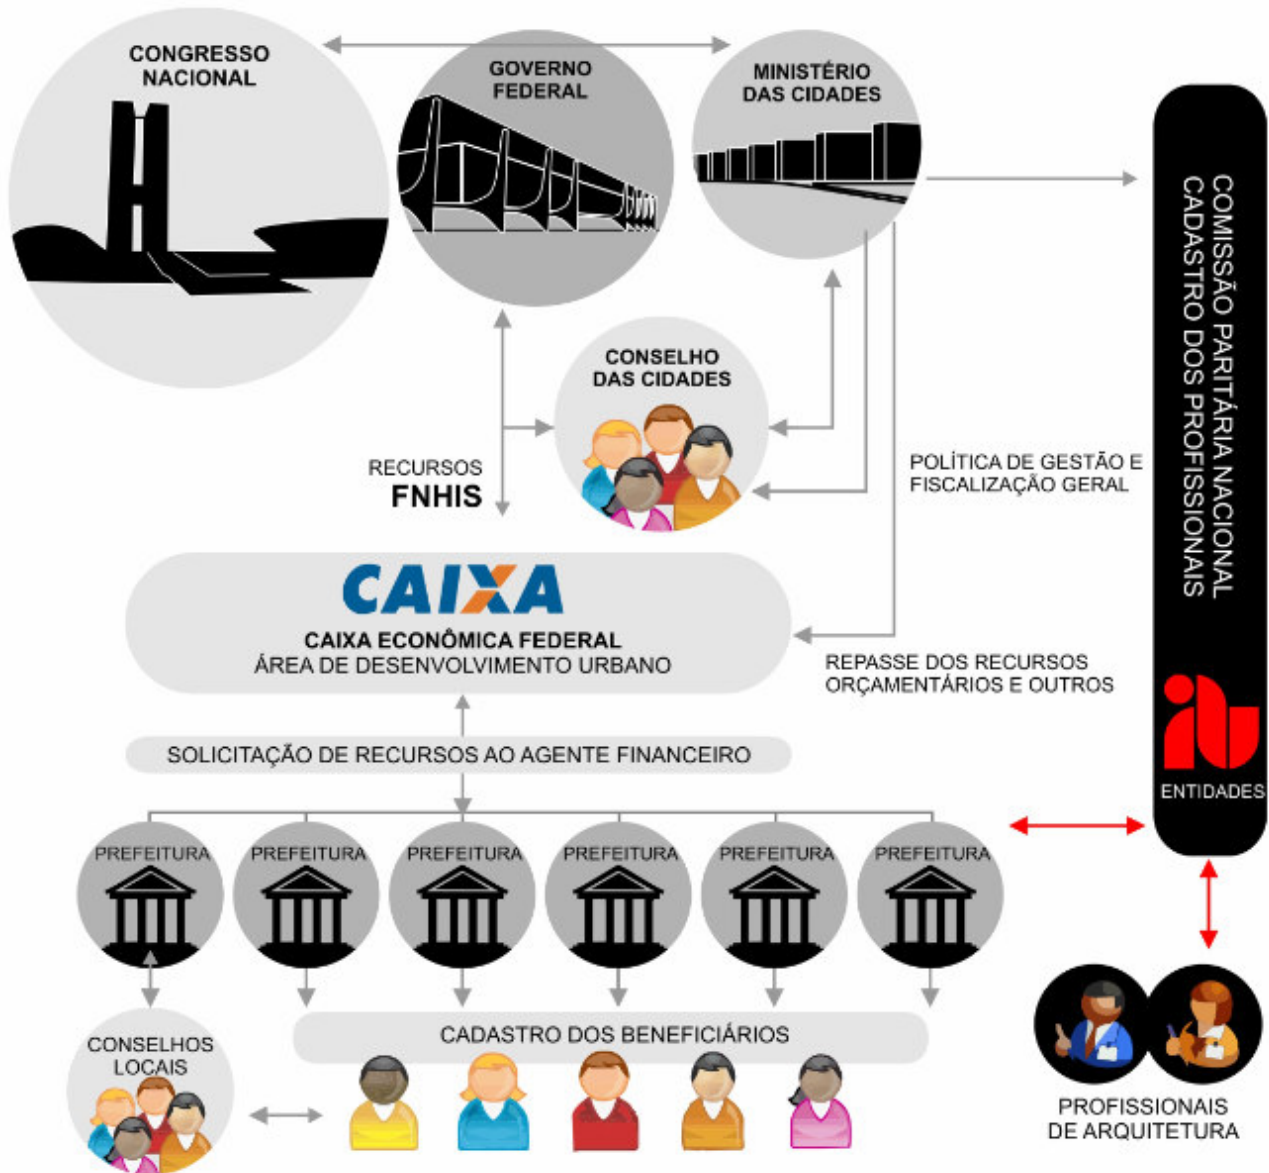 CONGRESSO
NACIONAL
GOVERNO
FEDERAL
MINISTÉRIO
DAS CIDADES
COMISSÃO PARITÁRIA NACIONAL
CADASTRO DOS PROFISSIONAIS
CONSELHO
DAS CIDADES
RECURSOS
FNHIS
POLÍTICA DE GESTÃO E
FISCALIZAÇÃO GERAL
CAIXA
CAIXA ECONÔMICA FEDERAL
ÁREA DE DESENVOLVIMENTO URBANO
REPASSE DOS RECURSOS
ORÇAMENTÁRIOS E OUTROS
iab
ENTIDADES
SOLICITAÇÃO DE RECURSOS AO AGENTE FINANCEIRO
PREFEITURA
PREFEITURA
PREFEITURA
PREFEITURA
PREFEITURA
PREFEITURA
CONSELHOS
LOCAIS
CADASTRO DOS BENEFICIÁRIOS
PROFISSIONAIS
DE ARQUITETURA